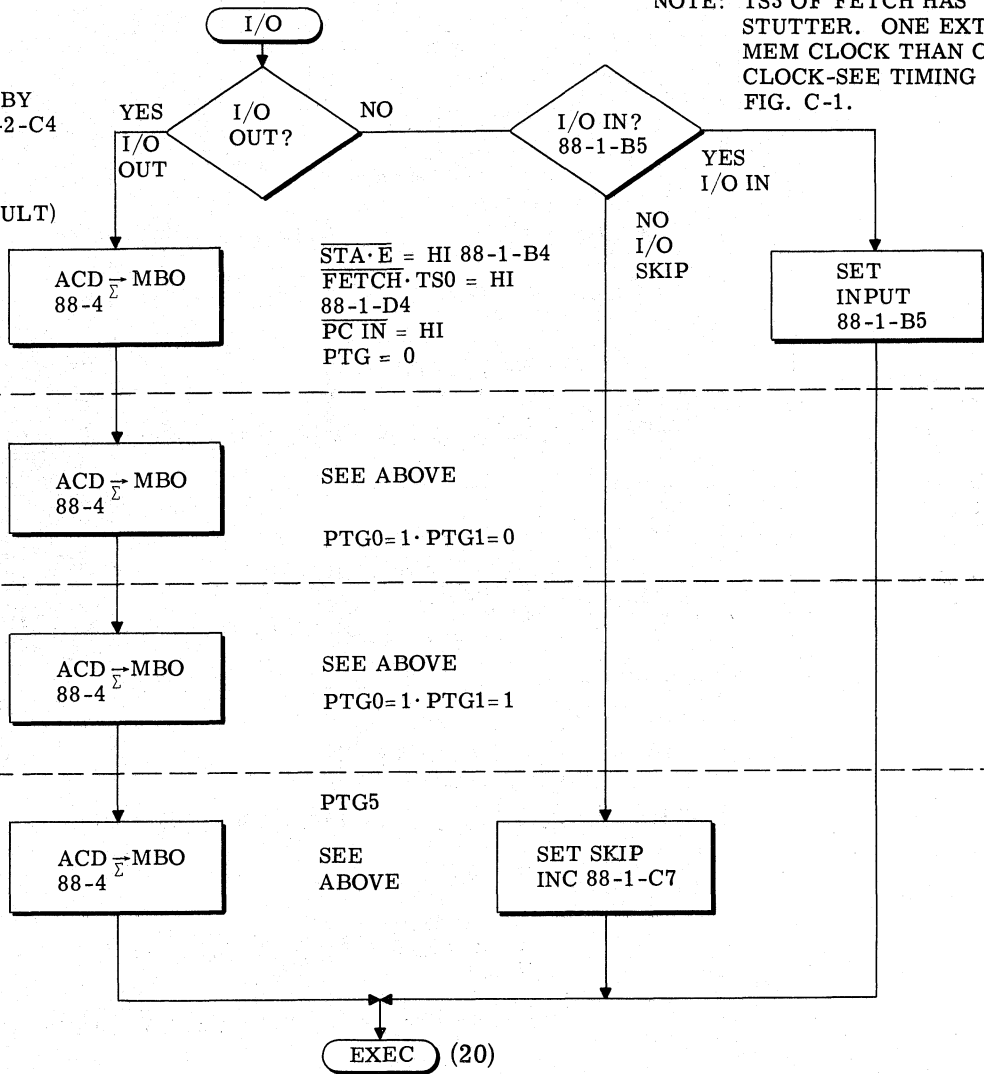 NOTE: TS3 OF FETCH HAS
STUTTER. ONE EXT
MEM CLOCK THAN C
CLOCK-SEE TIMING
FIG. C-1.
I/O
BY
-2-C4
ULT)
YES
I/O
OUT
I/O
OUT?
NO
I/O IN?
88-1-B5
YES
I/O IN
NO
I/O
SKIP
ACD →Σ MBO
88-4
S̅T̅A̅·̅E̅ = HI 88-1-B4
F̅E̅T̅C̅H̅·TS0 = HI
88-1-D4
P̅C̅ I̅N̅ = HI
PTG = 0
SET
INPUT
88-1-B5
ACD →Σ MBO
88-4
SEE ABOVE
PTG0=1·PTG1=0
ACD →Σ MBO
88-4
SEE ABOVE
PTG0=1·PTG1=1
PTG5
ACD →Σ MBO
88-4
SEE
ABOVE
SET SKIP
INC 88-1-C7
EXEC (20)